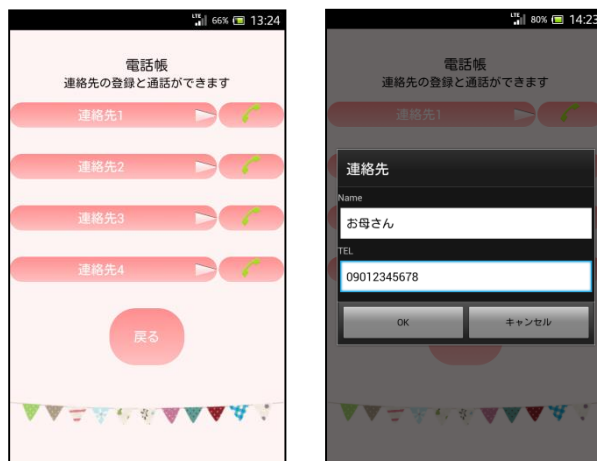 LTE 66% 13:24
電話帳
連絡先の登録と通話ができます
連絡先1
連絡先2
連絡先3
連絡先4
戻る
LTE 80% 14:23
電話帳
連絡先の登録と通話ができます
連絡先1
連絡先
Name
お母さん
TEL
09012345678
OK
キャンセル